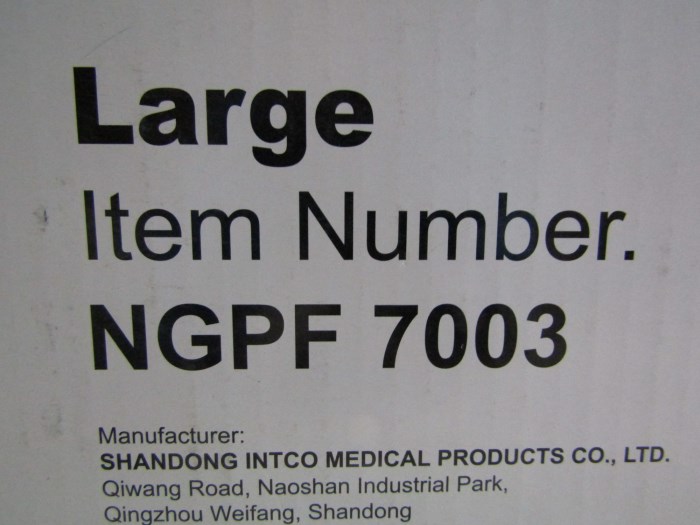 Large
Item Number.
NGPF 7003
Manufacturer:
SHANDONG INTCO MEDICAL PRODUCTS CO., LTD.
Qiwang Road, Naoshan Industrial Park,
Qingzhou Weifang, Shandong